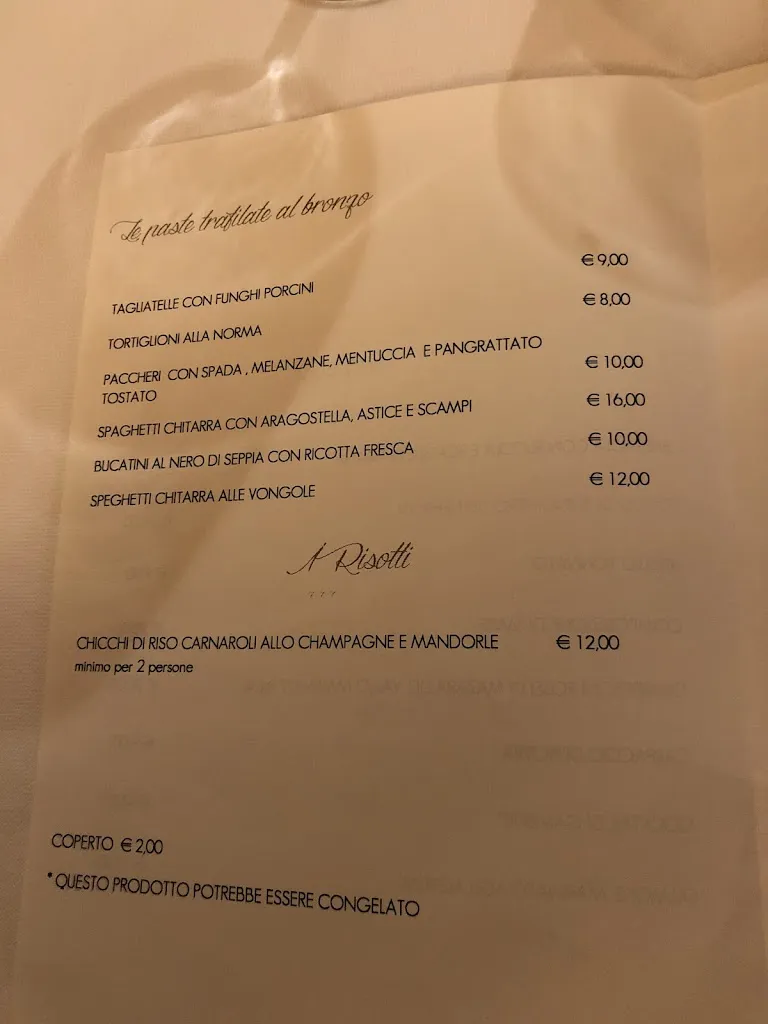 Le paste trafilate al bronzo
TAGLIATELLE CON FUNGHI PORCINI € 9,00
TORTIGLIONI ALLA NORMA € 8,00
PACCHERI CON SPADA , MELANZANE, MENTUCCIA E PANGRATTATO
TOSTATO € 10,00
SPAGHETTI CHITARRA CON ARAGOSTELLA, ASTICE E SCAMPI € 16,00
BUCATINI AL NERO DI SEPPIA CON RICOTTA FRESCA € 10,00
SPEGHETTI CHITARRA ALLE VONGOLE € 12,00
I Risotti
CHICCHI DI RISO CARNAROLI ALLO CHAMPAGNE E MANDORLE € 12,00
minimo per 2 persone
COPERTO € 2,00
* QUESTO PRODOTTO POTREBBE ESSERE CONGELATO